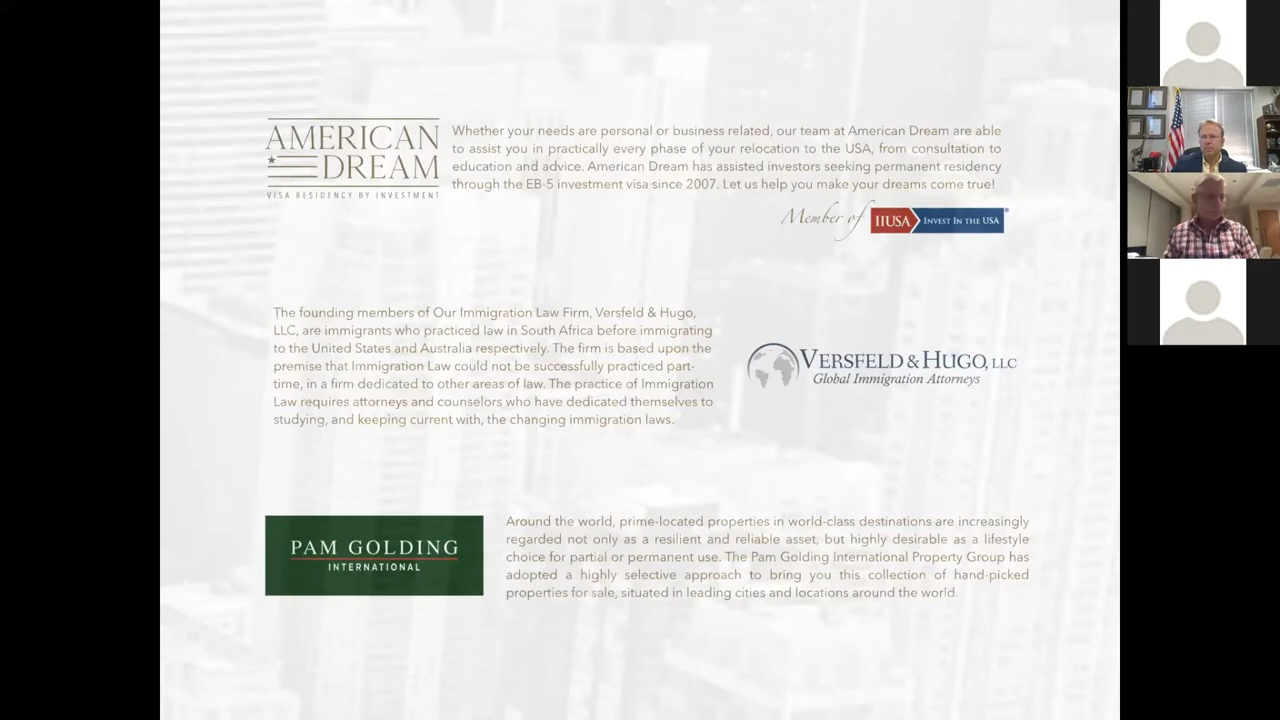 AMERICAN
DREAM
VISA RESIDENCY BY INVESTMENT
Whether your needs are personal or business related, our team at American Dream are able
to assist you in practically every phase of your relocation to the USA, from consultation to
education and advice. American Dream has assisted investors seeking permanent residency
through the EB-5 investment visa since 2007. Let us help you make your dreams come true!
Member of IIUSA INVEST IN THE USA
The founding members of Our Immigration Law Firm, Versfeld & Hugo,
LLC, are immigrants who practiced law in South Africa before immigrating
to the United States and Australia respectively. The firm is based upon the
premise that Immigration Law could not be successfully practiced part-
time, in a firm dedicated to other areas of law. The practice of Immigration
Law requires attorneys and counselors who have dedicated themselves to
studying, and keeping current with, the changing immigration laws.
VERSFELD & HUGO, LLC
Global Immigration Attorneys
PAM GOLDING
INTERNATIONAL
Around the world, prime-located properties in world-class destinations are increasingly
regarded not only as a resilient and reliable asset, but highly desirable as a lifestyle
choice for partial or permanent use. The Pam Golding International Property Group has
adopted a highly selective approach to bring you this collection of hand-picked
properties for sale, situated in leading cities and locations around the world.